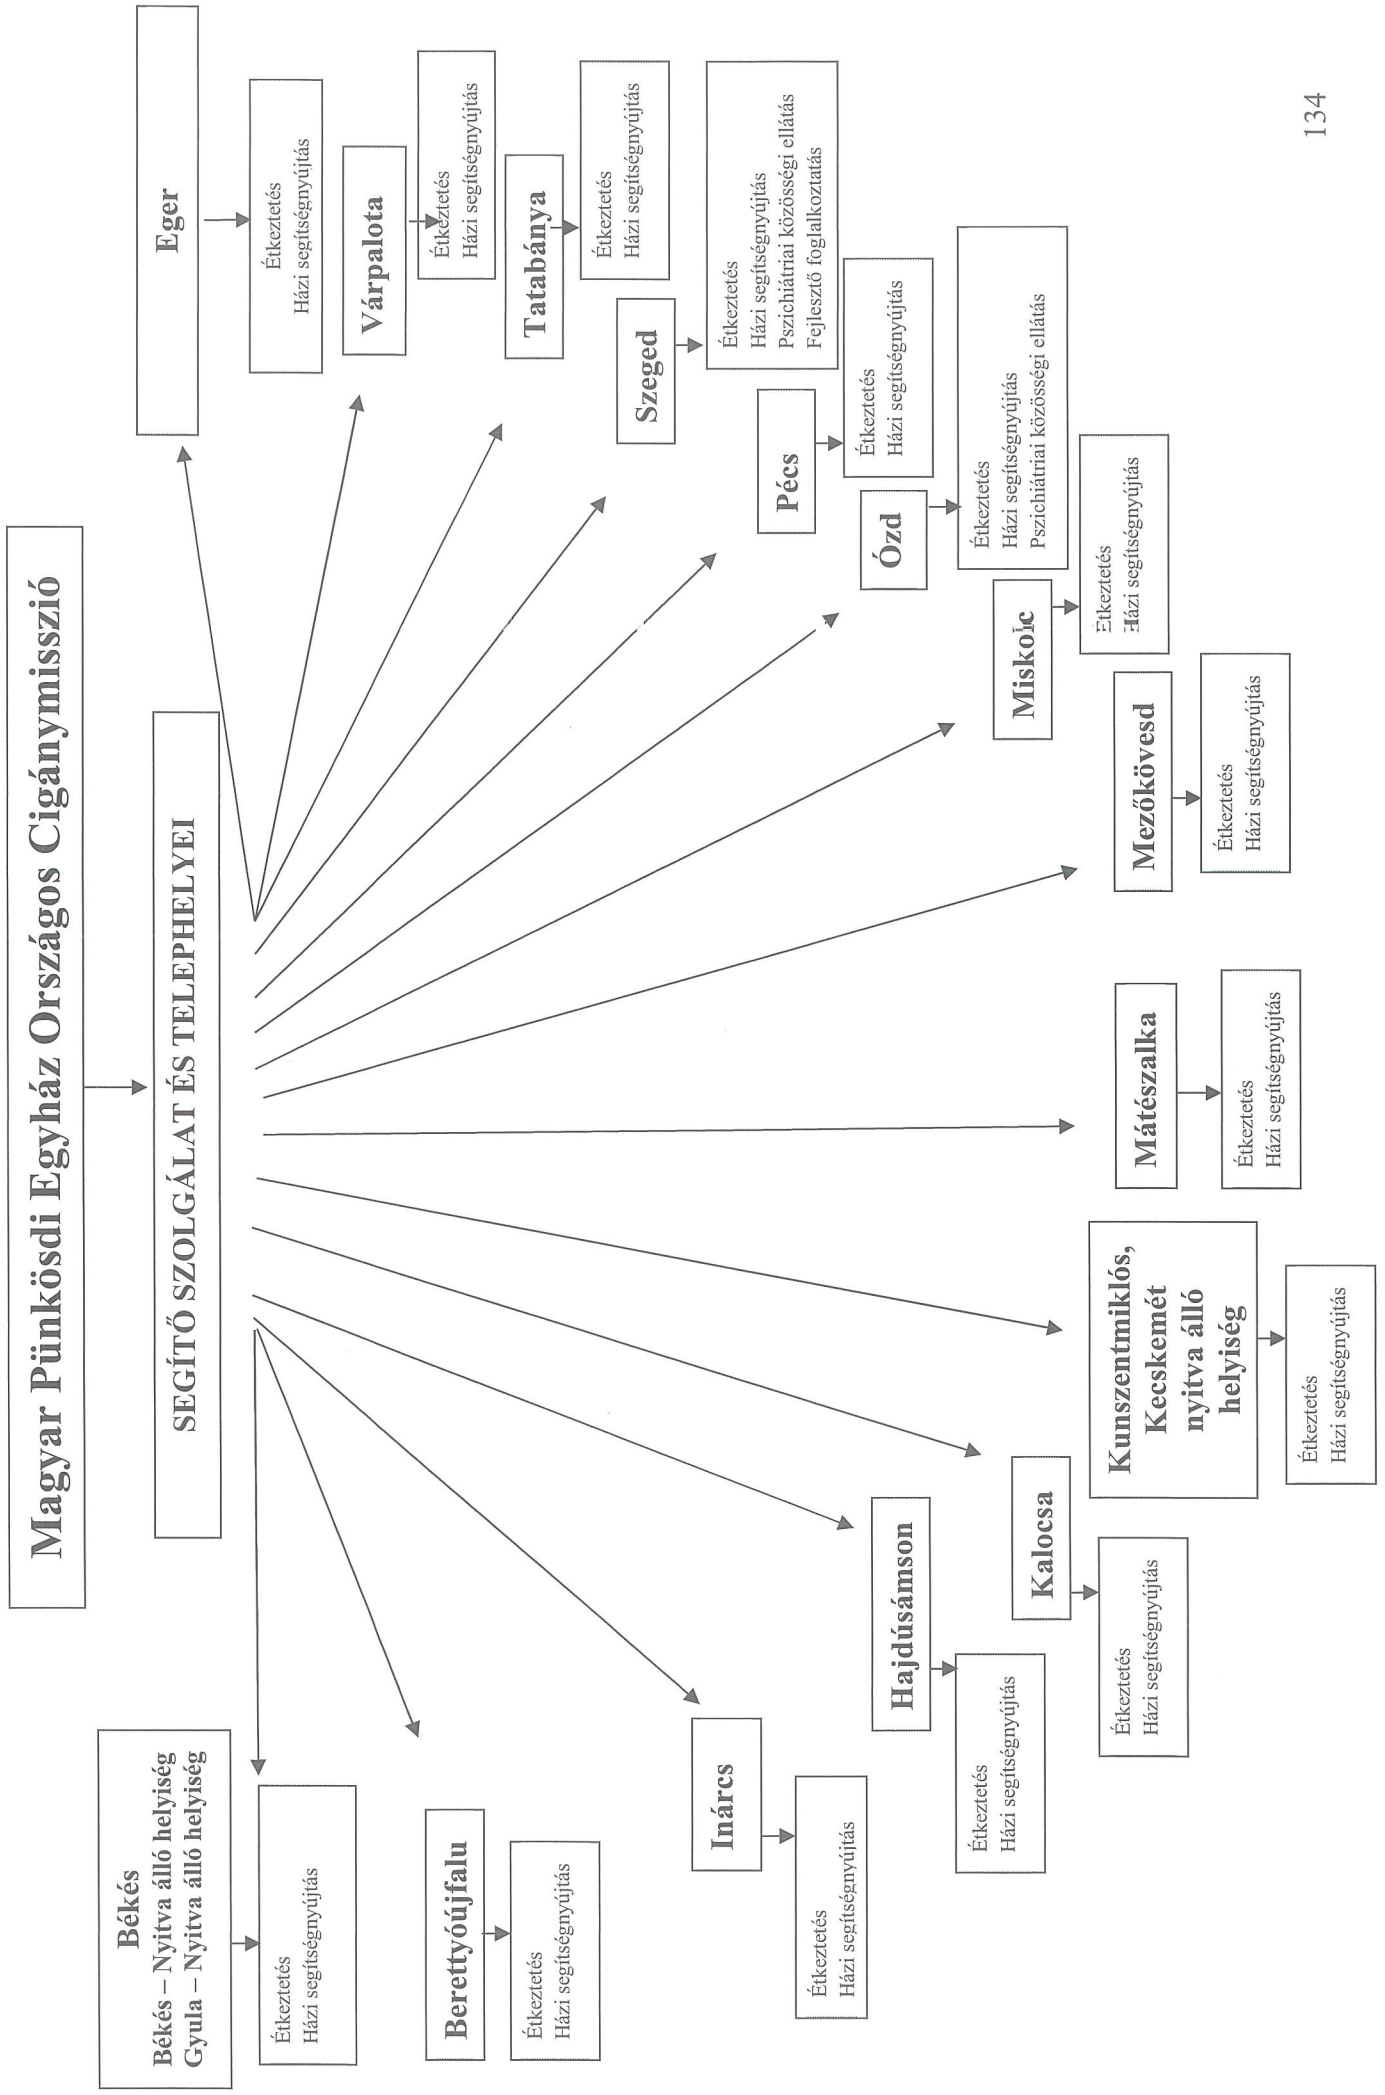 Magyar Pünkösdi Egyház Országos Cigánymisszió
SEGÍTŐ SZOLGÁLAT ÉS TELEPHELYEI
Békés
Békés – Nyitva álló helyiség
Gyula – Nyitva álló helyiség
Étkeztetés
Házi segítségnyújtás
Berettyóújfalu
Étkeztetés
Házi segítségnyújtás
Inárcs
Étkeztetés
Házi segítségnyújtás
Hajdúsámson
Étkeztetés
Házi segítségnyújtás
Kalocsa
Étkeztetés
Házi segítségnyújtás
Kunszentmiklós,
Kecskemét
nyitva álló
helyiség
Étkeztetés
Házi segítségnyújtás
Mátészalka
Étkeztetés
Házi segítségnyújtás
Mezőkövesd
Étkeztetés
Házi segítségnyújtás
Miskolc
Étkeztetés
Házi segítségnyújtás
Ózd
Étkeztetés
Házi segítségnyújtás
Pszichiátriai közösségi ellátás
Pécs
Étkeztetés
Házi segítségnyújtás
Szeged
Étkeztetés
Házi segítségnyújtás
Pszichiátriai közösségi ellátás
Fejlesztő foglalkoztatás
Tatabánya
Étkeztetés
Házi segítségnyújtás
Várpalota
Étkeztetés
Házi segítségnyújtás
Eger
Étkeztetés
Házi segítségnyújtás
134